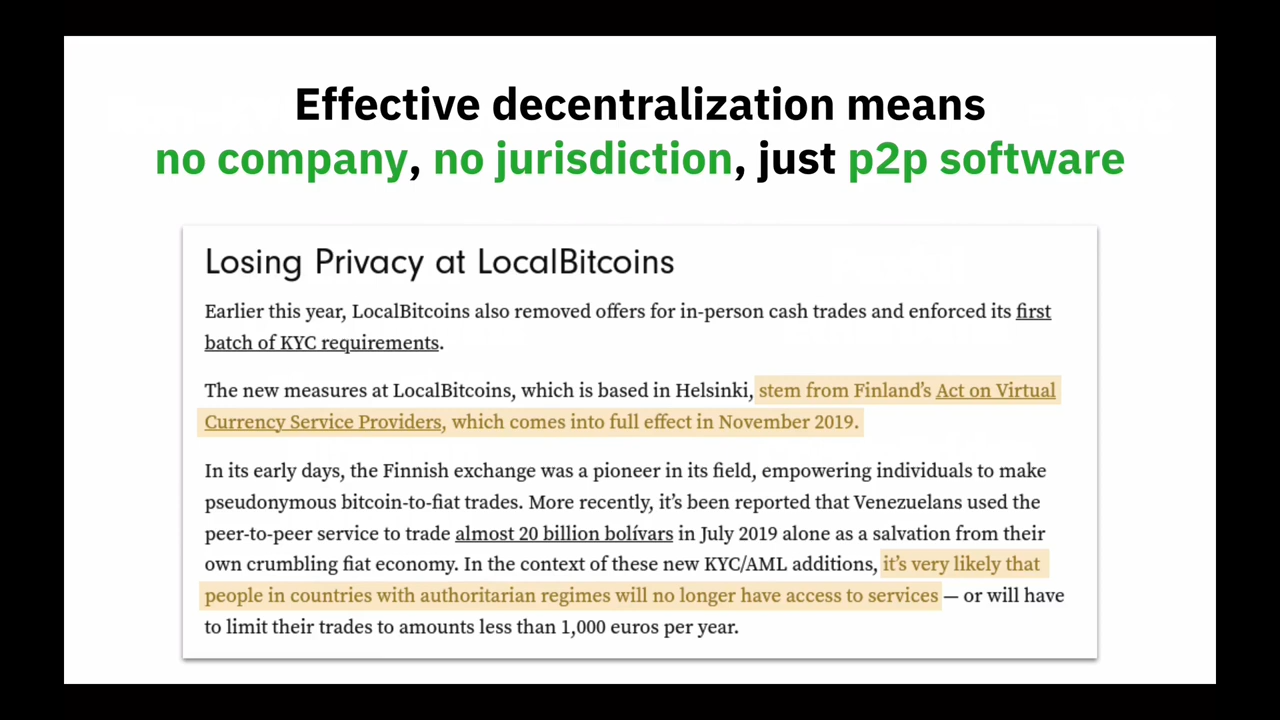 Effective decentralization means
no company, no jurisdiction, just p2p software
Losing Privacy at LocalBitcoins
Earlier this year, LocalBitcoins also removed offers for in-person cash trades and enforced its first
batch of KYC requirements.
The new measures at LocalBitcoins, which is based in Helsinki, stem from Finland’s Act on Virtual
Currency Service Providers, which comes into full effect in November 2019.
In its early days, the Finnish exchange was a pioneer in its field, empowering individuals to make
pseudonymous bitcoin-to-fiat trades. More recently, it’s been reported that Venezuelans used the
peer-to-peer service to trade almost 20 billion bolívars in July 2019 alone as a salvation from their
own crumbling fiat economy. In the context of these new KYC/AML additions, it’s very likely that
people in countries with authoritarian regimes will no longer have access to services — or will have
to limit their trades to amounts less than 1,000 euros per year.